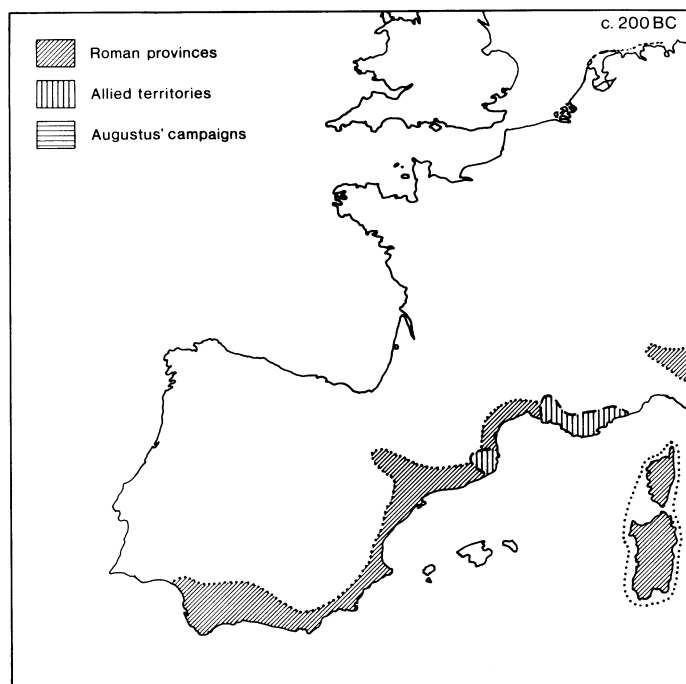 c. 200 BC
Roman provinces
Allied territories
Augustus' campaigns